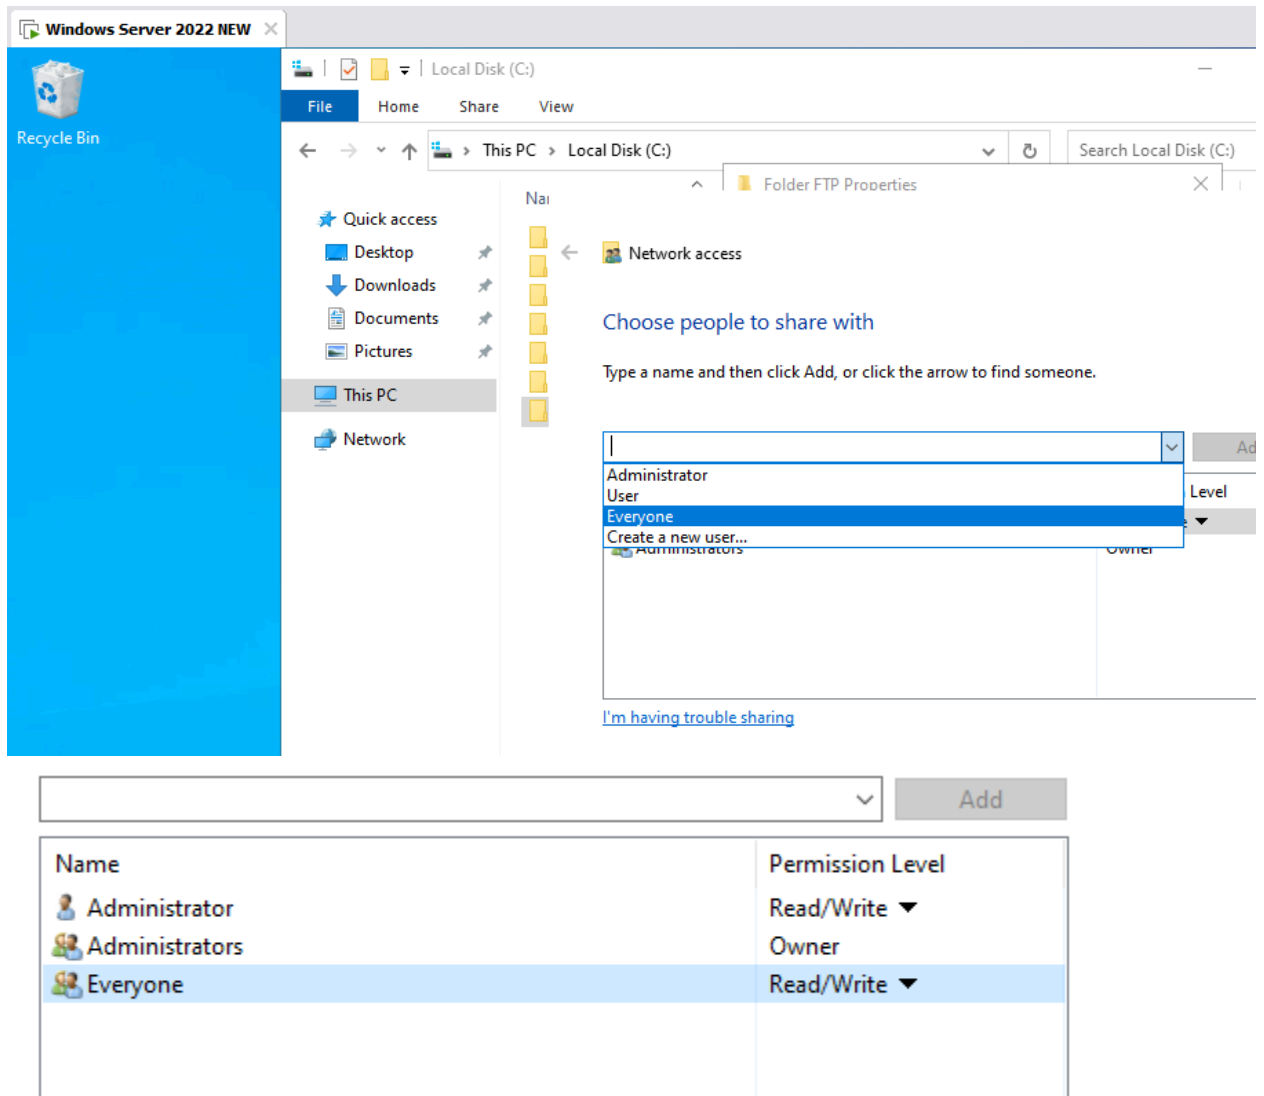 Windows Server 2022 NEW
Recycle Bin
Local Disk (C:)
File Home Share View
This PC > Local Disk (C:)
Search Local Disk (C:)
Folder FTP Properties
Quick access
Desktop
Downloads
Documents
Pictures
This PC
Network
Network access
Choose people to share with
Type a name and then click Add, or click the arrow to find someone.
Administrator
User
Everyone
Create a new user...
Level
Administrators Owner
I'm having trouble sharing
Add
Name Permission Level
Administrator Read/Write
Administrators Owner
Everyone Read/Write